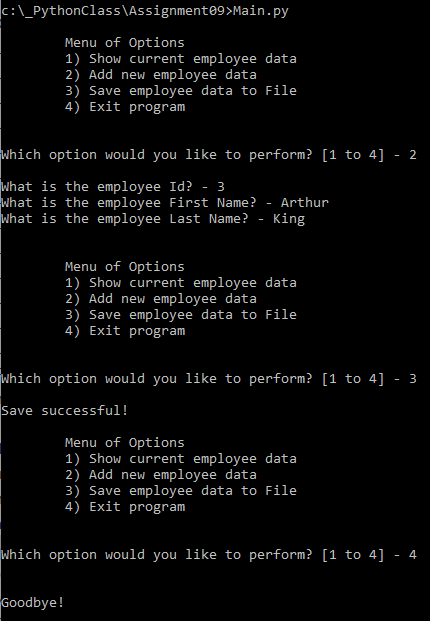 c:\_PythonClass\Assignment09>Main.py
Menu of Options
1) Show current employee data
2) Add new employee data
3) Save employee data to File
4) Exit program
Which option would you like to perform? [1 to 4] - 2
What is the employee Id? - 3
What is the employee First Name? - Arthur
What is the employee Last Name? - King
Menu of Options
1) Show current employee data
2) Add new employee data
3) Save employee data to File
4) Exit program
Which option would you like to perform? [1 to 4] - 3
Save successful!
Menu of Options
1) Show current employee data
2) Add new employee data
3) Save employee data to File
4) Exit program
Which option would you like to perform? [1 to 4] - 4
Goodbye!